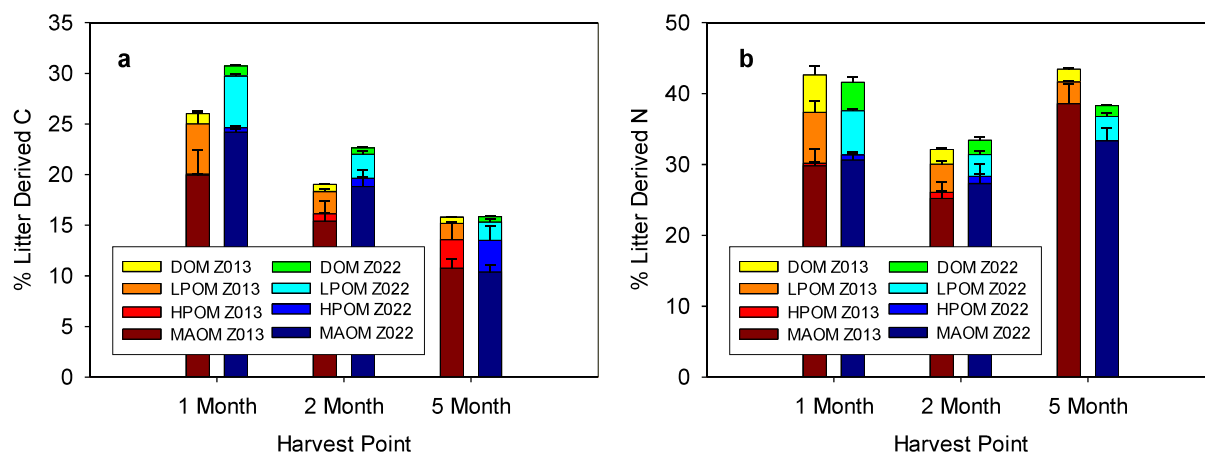 a
% Litter Derived C
35
30
25
20
15
10
5
0
DOM Z013
DOM Z022
LPOM Z013
LPOM Z022
HPOM Z013
HPOM Z022
MAOM Z013
MAOM Z022
1 Month
2 Month
5 Month
Harvest Point
b
% Litter Derived N
50
40
30
20
10
0
DOM Z013
DOM Z022
LPOM Z013
LPOM Z022
HPOM Z013
HPOM Z022
MAOM Z013
MAOM Z022
1 Month
2 Month
5 Month
Harvest Point